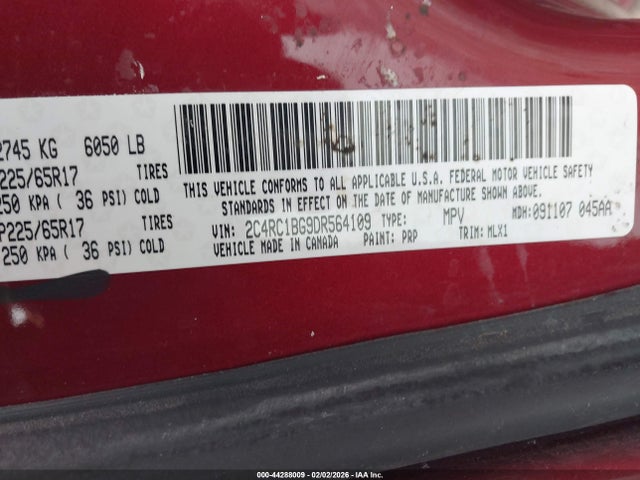 2745 KG 6050 LB
P225/65R17 TIRES
250 KPA ( 36 PSI) COLD
P225/65R17 TIRES
250 KPA ( 36 PSI) COLD
THIS VEHICLE CONFORMS TO ALL APPLICABLE U.S.A. FEDERAL MOTOR VEHICLE SAFETY
STANDARDS IN EFFECT ON THE DATE OF MANUFACTURE SHOWN ABOVE.
VIN: 2C4RC1BG9DR564109 TYPE: MPV MDH: 091107 045AA
VEHICLE MADE IN CANADA PAINT: PRP TRIM: MLX1
000-44288009 - 02/02/2026 - IAA Inc.